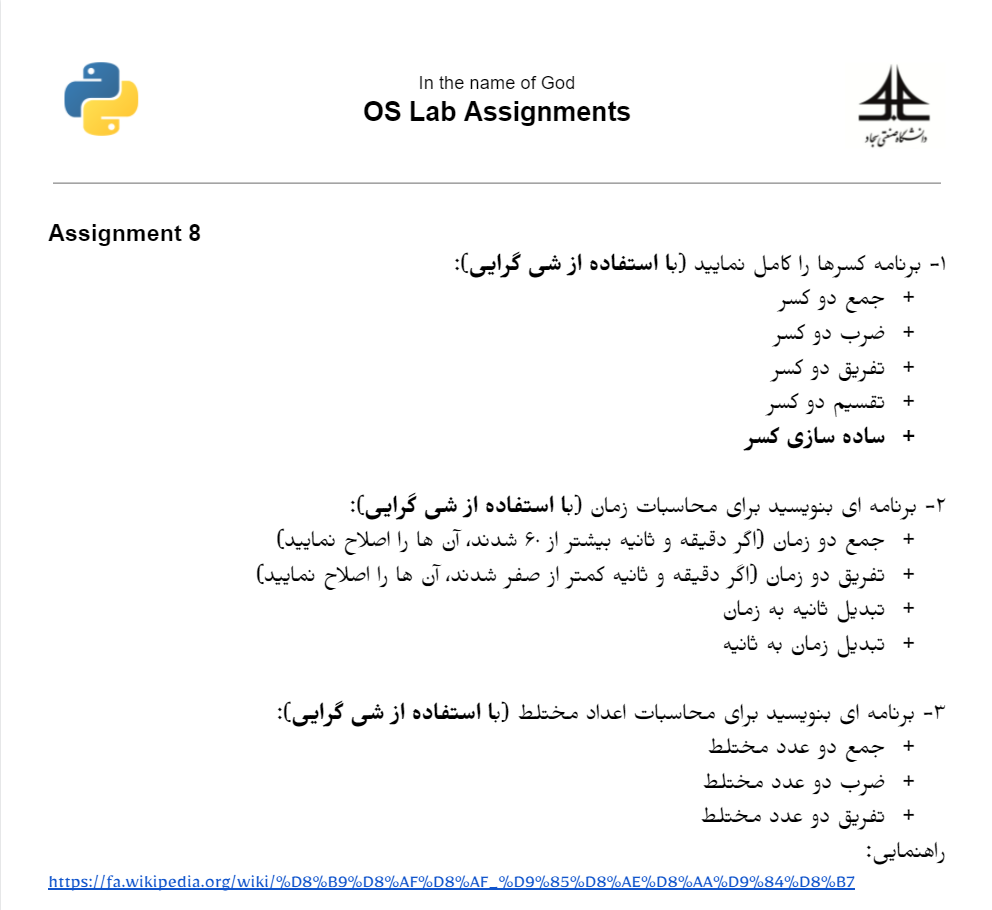 In the name of God
OS Lab Assignments
دانشگاه صنعتی سجاد
Assignment 8
۱- برنامه کسرها را کامل نمایید (با استفاده از شی گرایی):
+ جمع دو کسر
+ ضرب دو کسر
+ تفریق دو کسر
+ تقسیم دو کسر
+ ساده سازی کسر
۲- برنامه ای بنویسید برای محاسبات زمان (با استفاده از شی گرایی):
+ جمع دو زمان (اگر دقیقه و ثانیه بیشتر از ۶۰ شدند، آن ها را اصلاح نمایید)
+ تفریق دو زمان (اگر دقیقه و ثانیه کمتر از صفر شدند، آن ها را اصلاح نمایید)
+ تبدیل ثانیه به زمان
+ تبدیل زمان به ثانیه
۳- برنامه ای بنویسید برای محاسبات اعداد مختلط (با استفاده از شی گرایی):
+ جمع دو عدد مختلط
+ ضرب دو عدد مختلط
+ تفریق دو عدد مختلط
راهنمایی:
https://fa.wikipedia.org/wiki/%D8%B9%D8%AF%D8%AF_%D9%85%D8%AE%D8%AA%D9%84%D8%B7